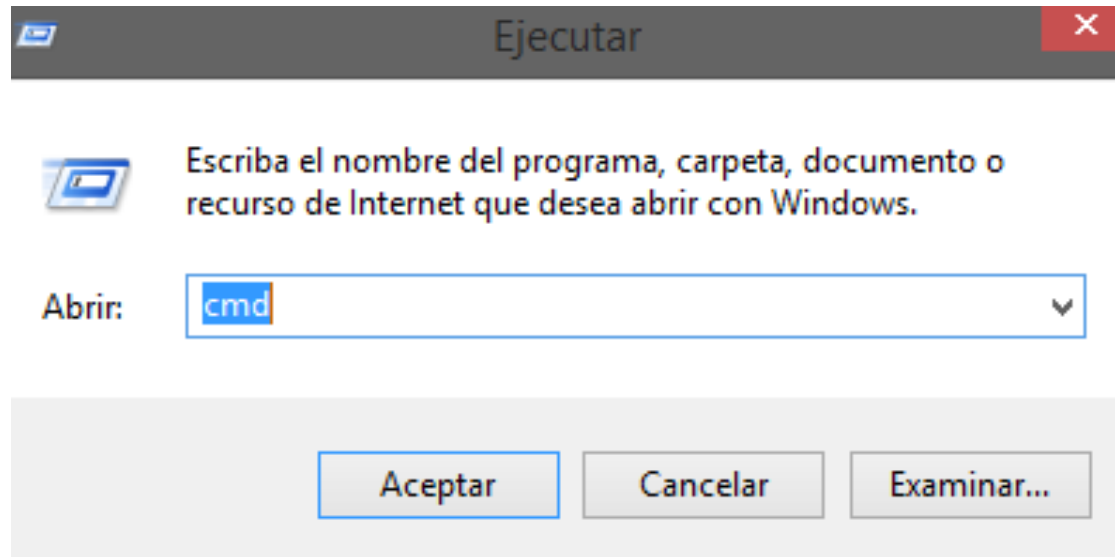 Ejecutar
Escriba el nombre del programa, carpeta, documento o
recurso de Internet que desea abrir con Windows.
Abrir: cmd
Aceptar Cancelar Examinar...